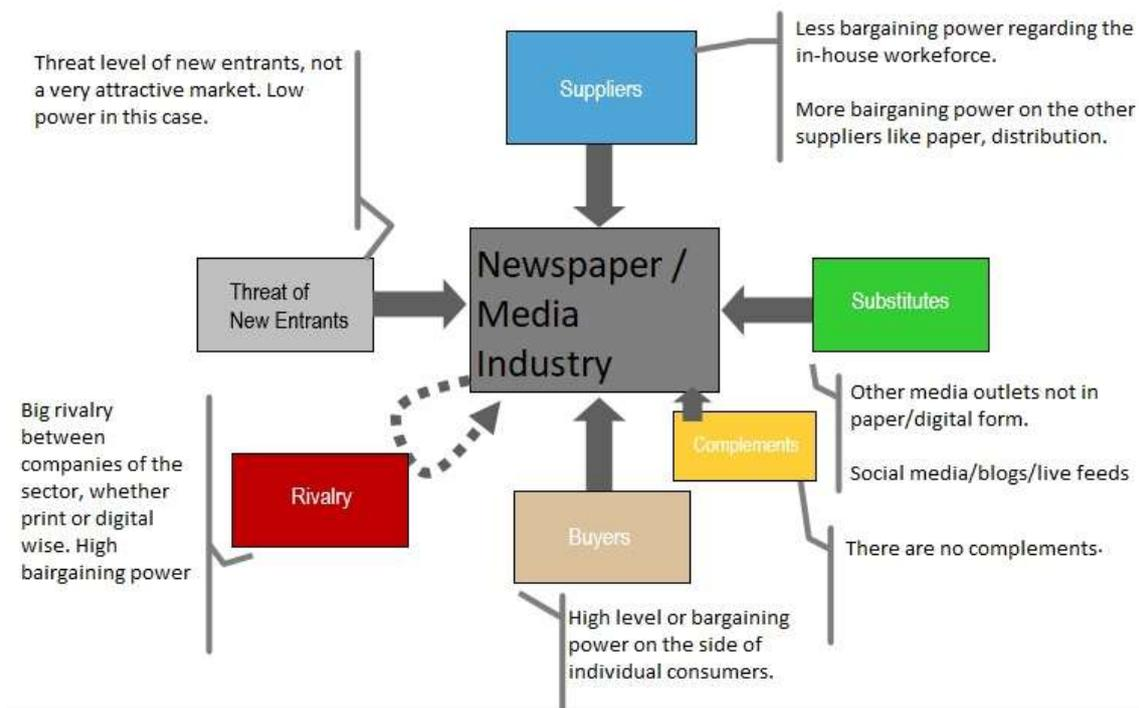 Threat level of new entrants, not
a very attractive market. Low
power in this case.
Suppliers
Less bargaining power regarding the
in-house workeforce.
More bairganing power on the other
suppliers like paper, distribution.
Threat of
New Entrants
Newspaper /
Media
Industry
Substitutes
Other media outlets not in
paper/digital form.
Social media/blogs/live feeds
Big rivalry
between
companies of the
sector, whether
print or digital
wise. High
bairgaining power
Rivalry
Complements
There are no complements.
Buyers
High level or bargaining
power on the side of
individual consumers.